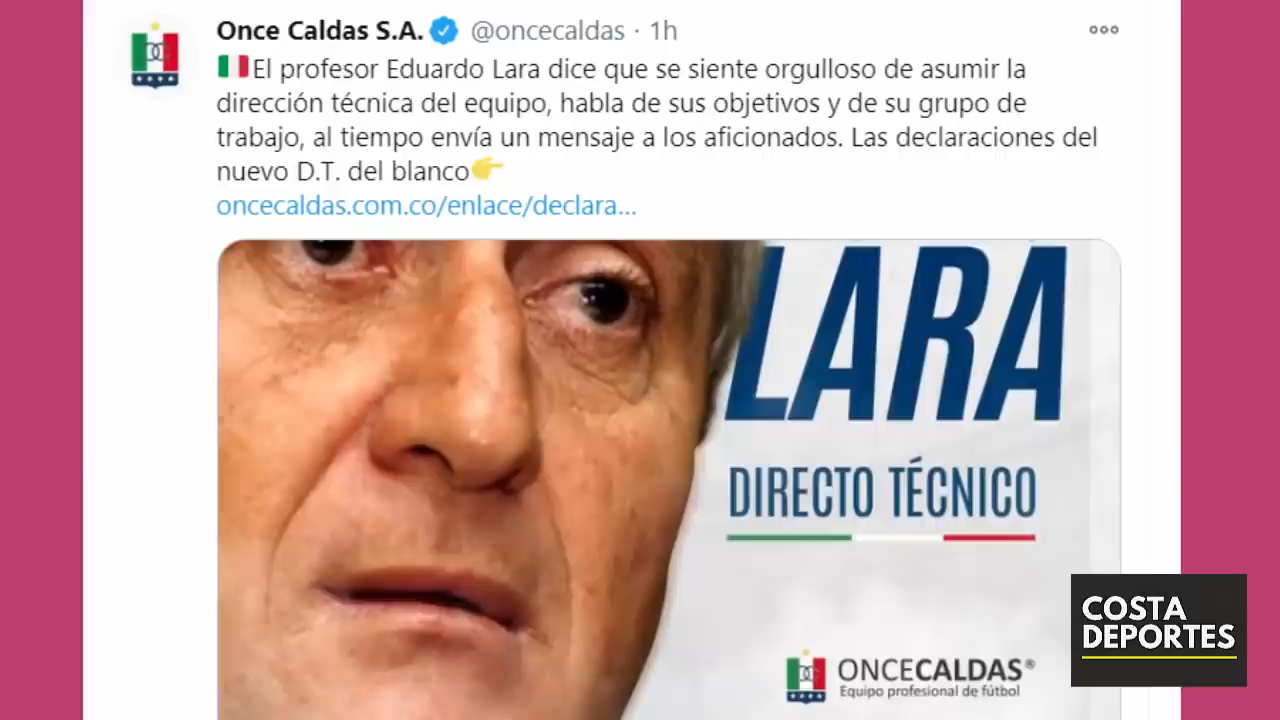 Once Caldas S.A. @oncecaldas · 1h
El profesor Eduardo Lara dice que se siente orgulloso de asumir la
dirección técnica del equipo, habla de sus objetivos y de su grupo de
trabajo, al tiempo envía un mensaje a los aficionados. Las declaraciones del
nuevo D.T. del blanco👉
oncecaldas.com.co/enlace/declara...
LARA
DIRECTO TÉCNICO
ONCECALDAS®
Equipo profesional de fútbol
COSTA
DEPORTES